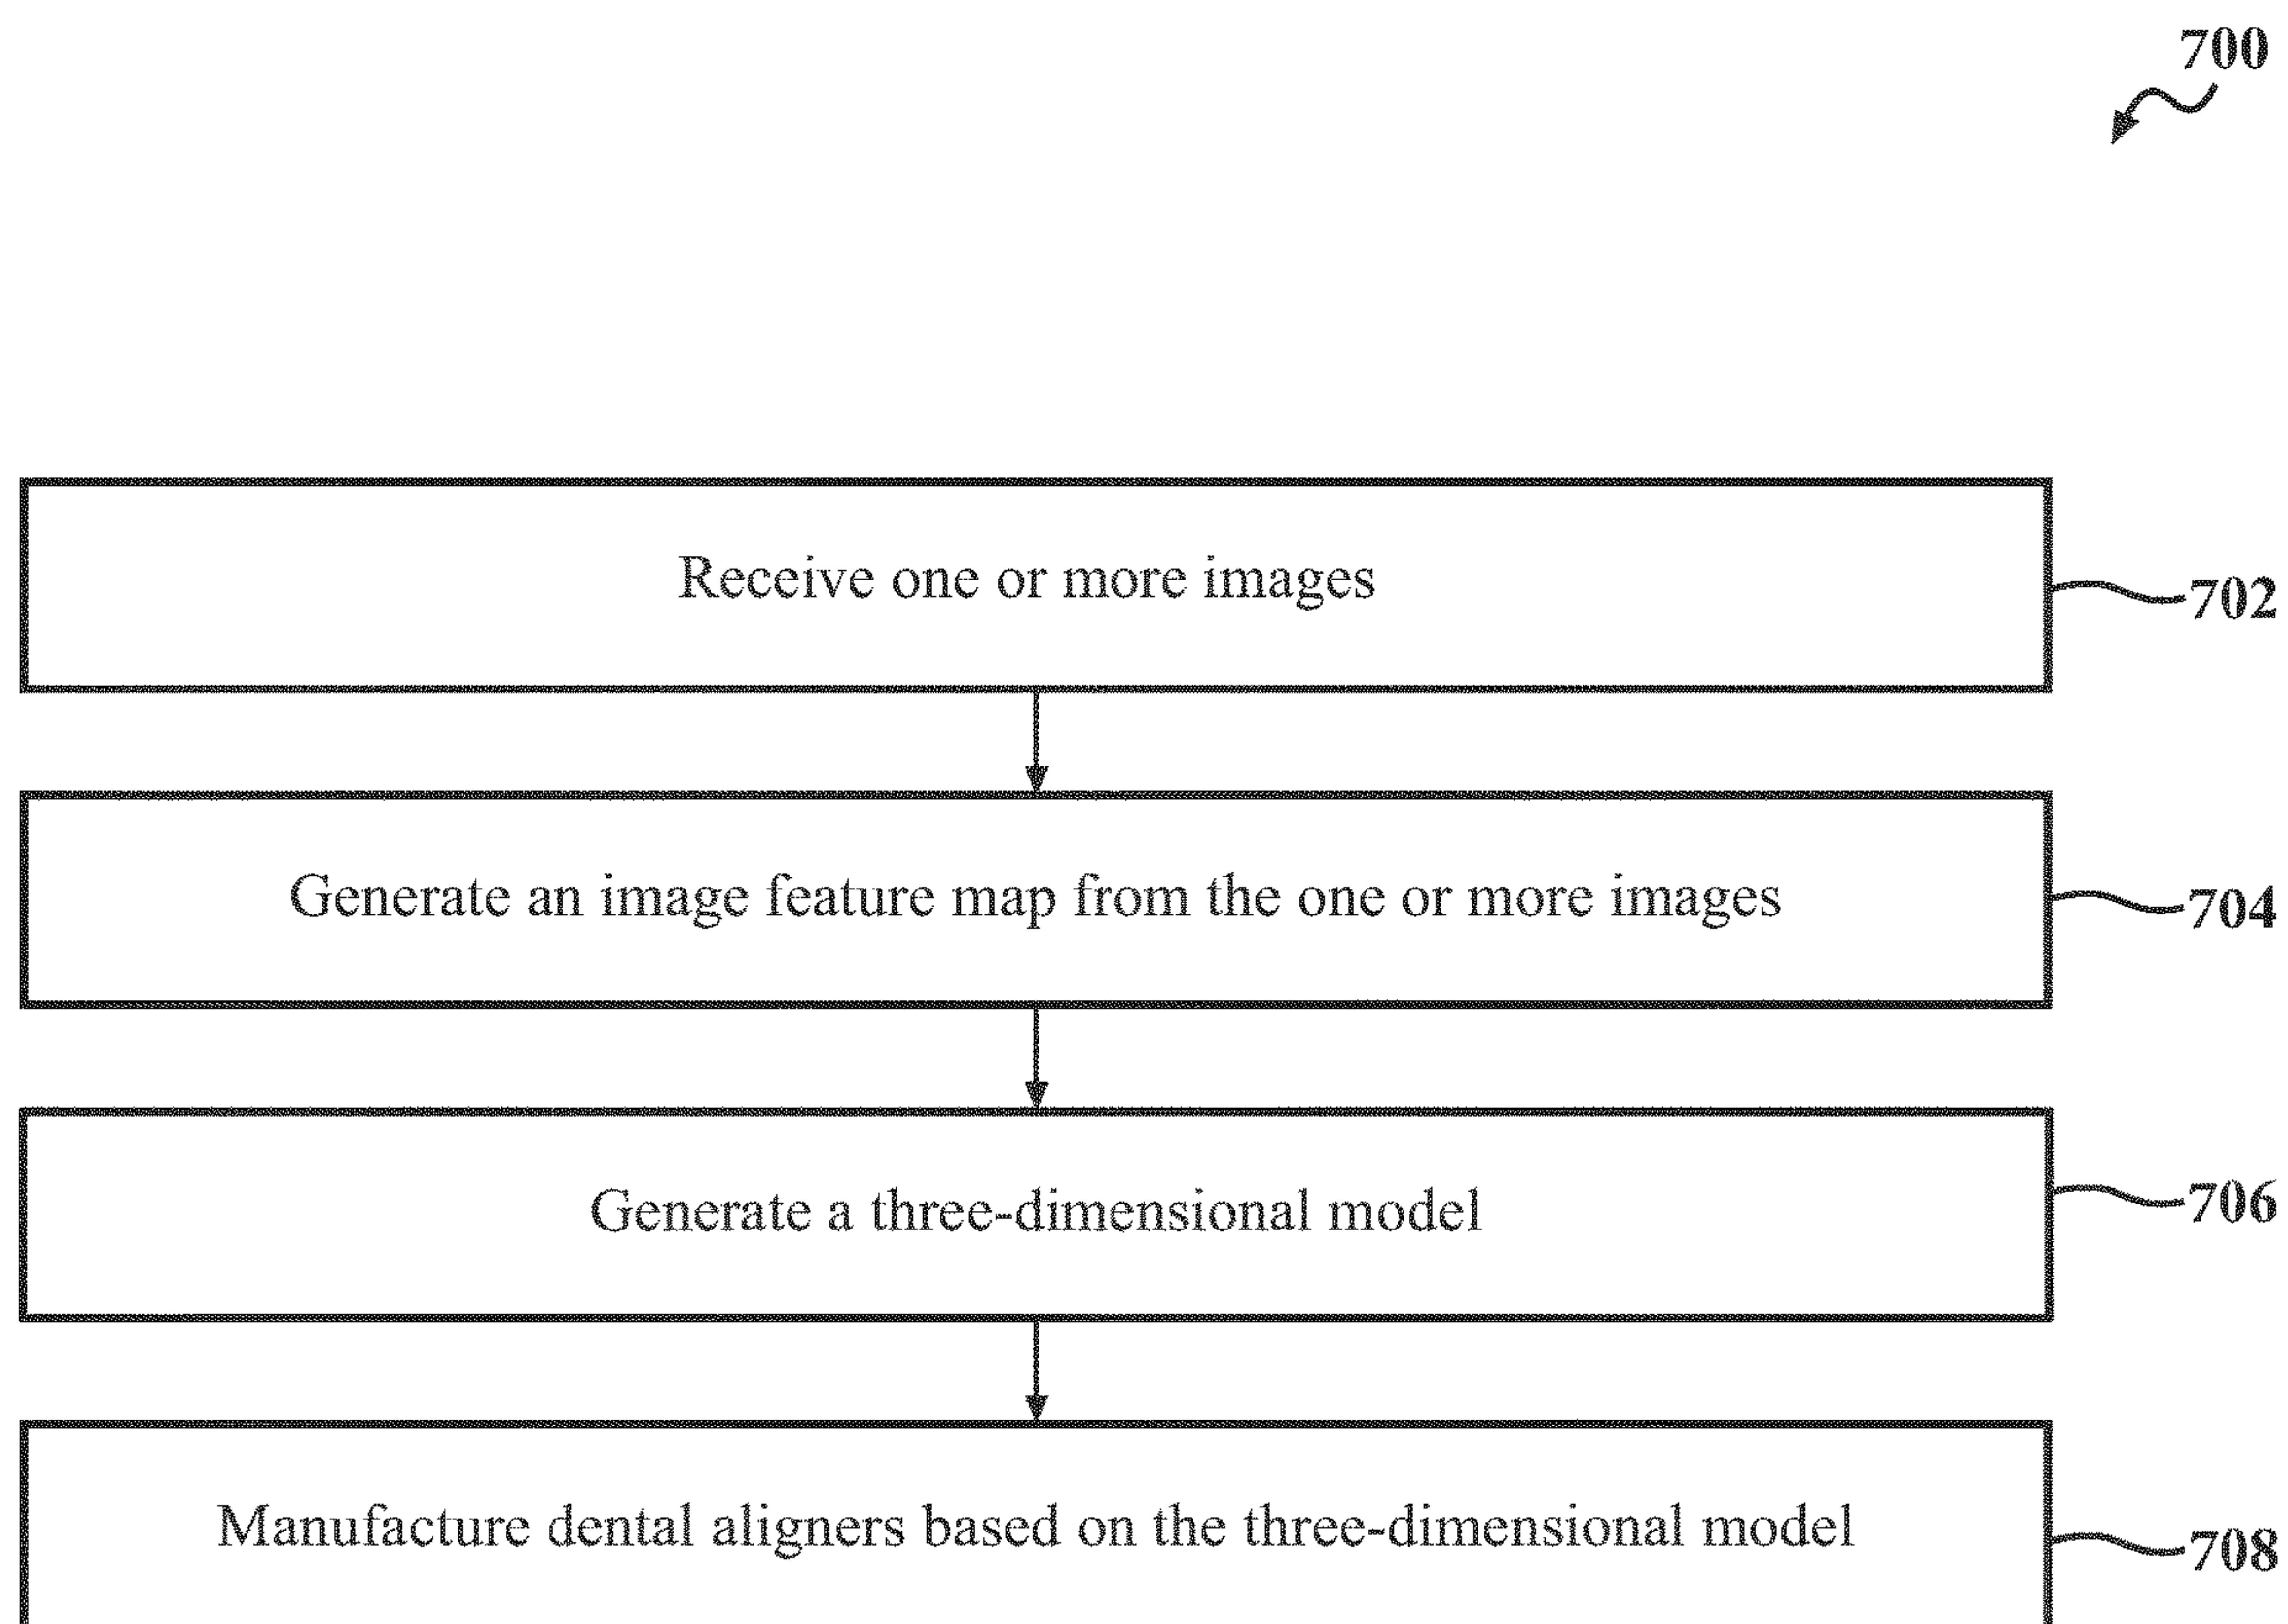 700
Receive one or more images
702
Generate an image feature map from the one or more images
704
Generate a three-dimensional model
706
Manufacture dental aligners based on the three-dimensional model
708